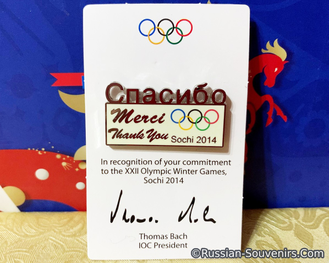 Спасибо
Merci
Thank You Sochi 2014
In recognition of your commitment
to the XXII Olympic Winter Games,
Sochi 2014
Thomas Bach
IOC President
©Russian-Souvenirs.Com